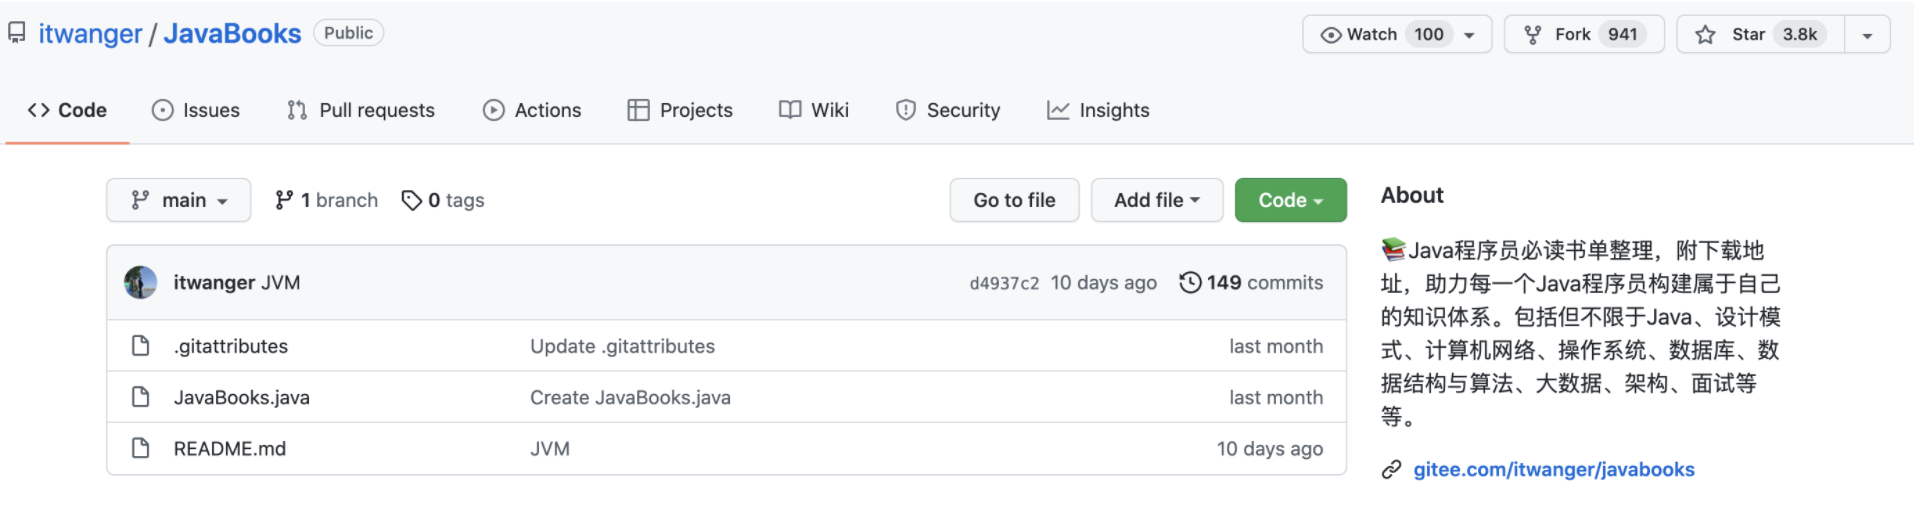 itwanger / JavaBooks Public Watch 100 Fork 941 Star 3.8k
Code Issues Pull requests Actions Projects Wiki Security Insights
main 1 branch 0 tags Go to file Add file Code
itwanger JVM d4937c2 10 days ago 149 commits
.gitattributes Update .gitattributes last month
JavaBooks.java Create JavaBooks.java last month
README.md JVM 10 days ago
About
📚Java程序员必读书单整理，附下载地
址，助力每一个Java程序员构建属于自己
的知识体系。包括但不限于Java、设计模
式、计算机网络、操作系统、数据库、数
据结构与算法、大数据、架构、面试等
等。
gitee.com/itwanger/javabooks